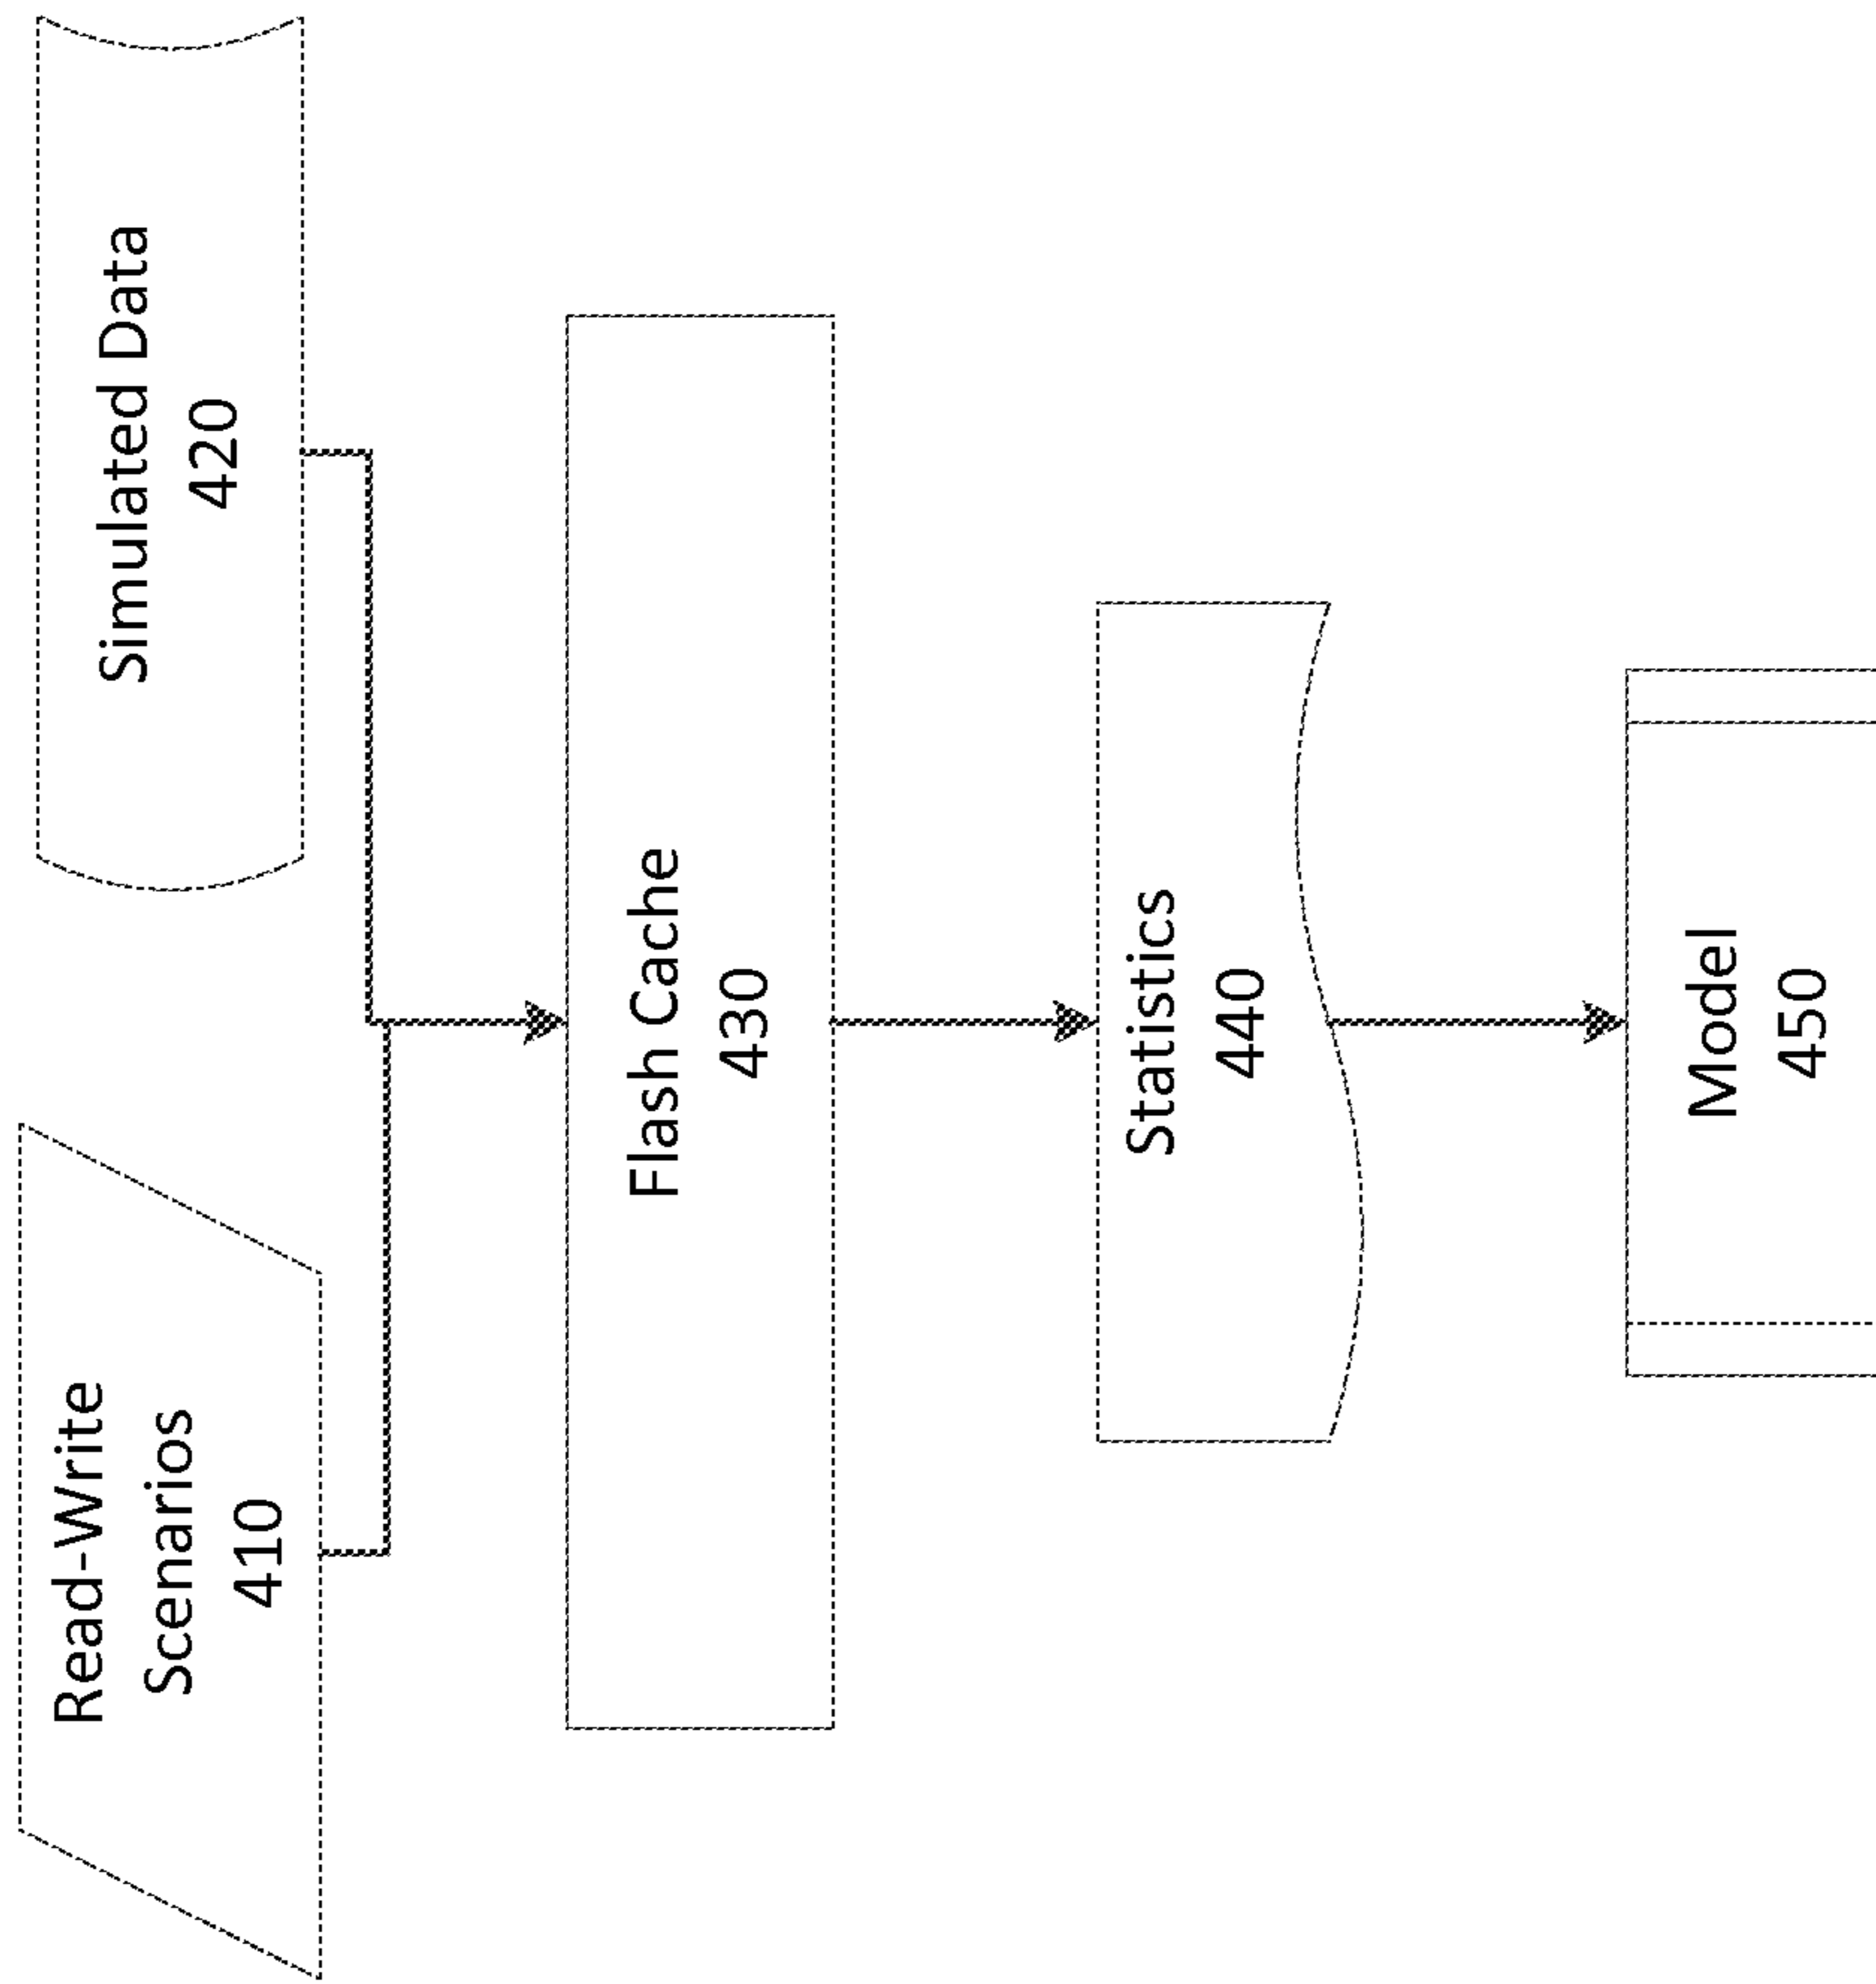 Read-Write
Scenarios
410
Simulated Data
420
Flash Cache
430
Statistics
440
Model
450